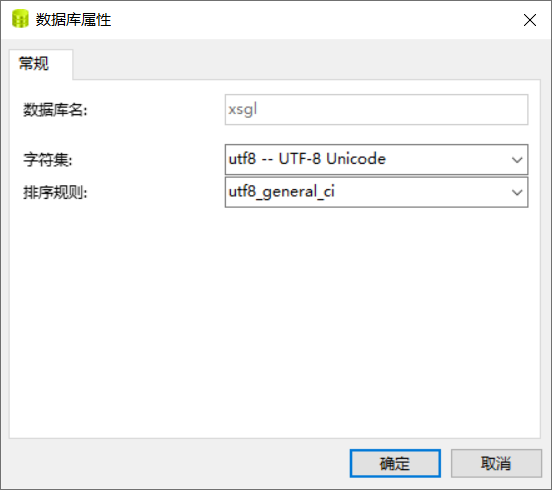 数据库属性
常规
数据库名: xsgl
字符集: utf8 -- UTF-8 Unicode
排序规则: utf8_general_ci
确定 取消